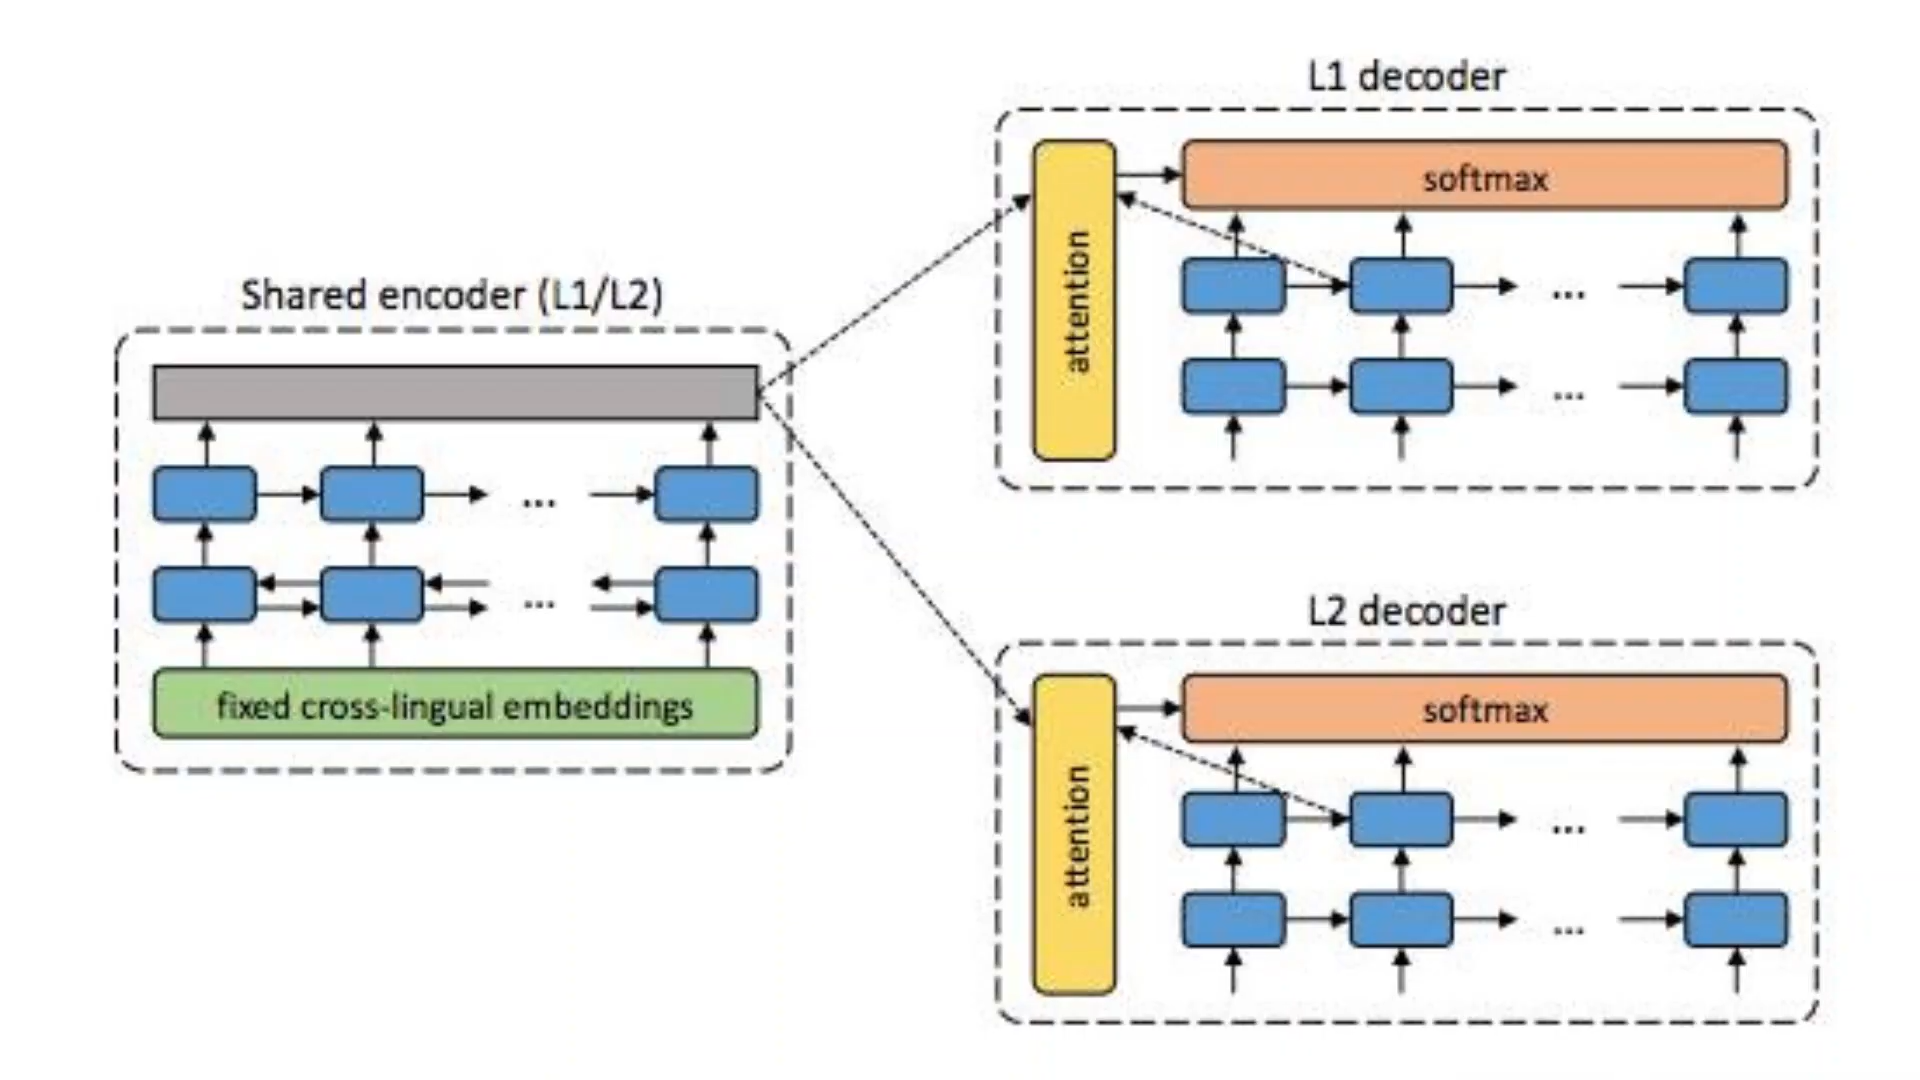 Shared encoder (L1/L2)
...
...
fixed cross-lingual embeddings
L1 decoder
attention
softmax
...
...
L2 decoder
attention
softmax
...
...